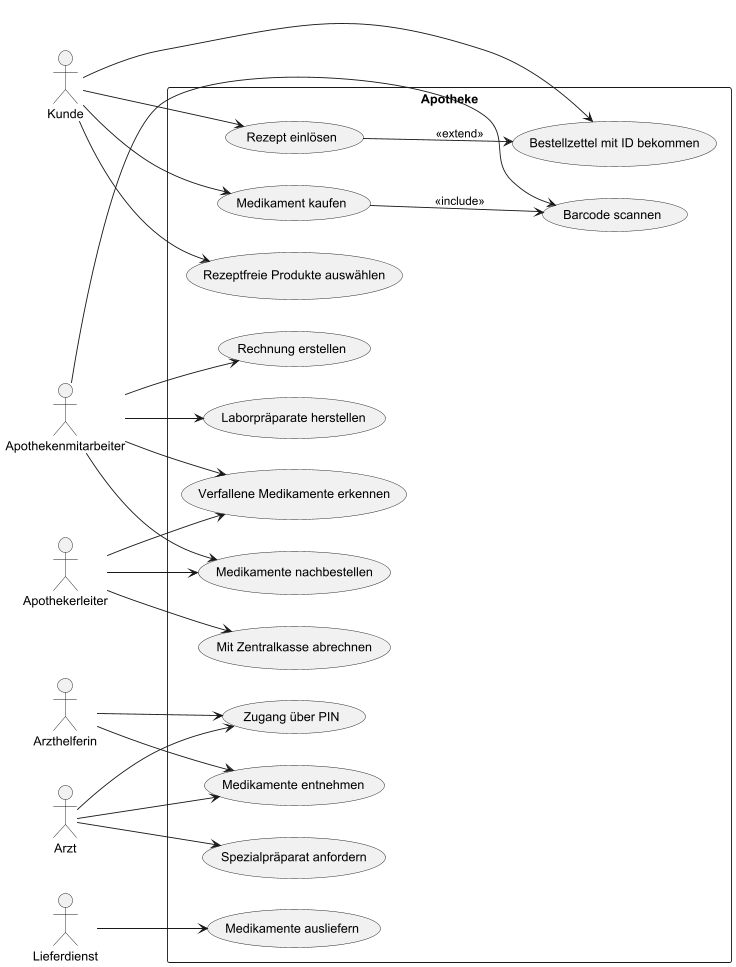 Kunde
Apotheke
Rezept einlösen
«extend»
Bestellzettel mit ID bekommen
Medikament kaufen
«include»
Barcode scannen
Rezeptfreie Produkte auswählen
Rechnung erstellen
Laborpräparate herstellen
Apothekenmitarbeiter
Verfallene Medikamente erkennen
Medikamente nachbestellen
Apothekerleiter
Mit Zentralkasse abrechnen
Zugang über PIN
Arzthelferin
Medikamente entnehmen
Arzt
Spezialpräparat anfordern
Medikamente ausliefern
Lieferdienst